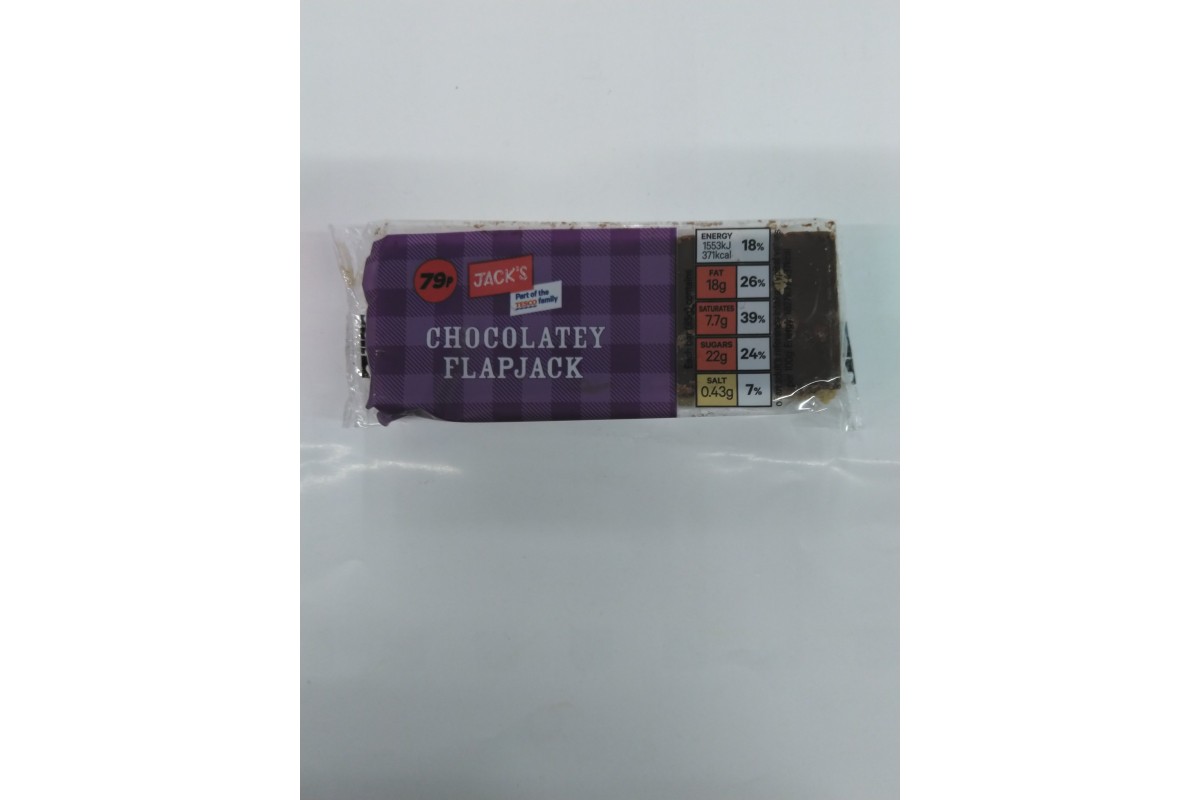 79P
JACK'S
Part of the
TESCO family
CHOCOLATEY
FLAPJACK
ENERGY
1553kJ
371kcal
18%
FAT
18g
26%
SATURATES
7.7g
39%
SUGARS
22g
24%
SALT
0.43g
7%